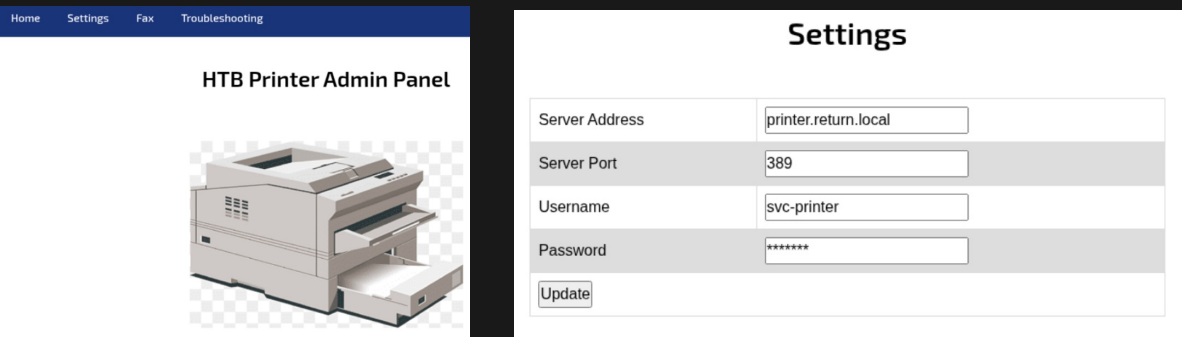 Home Settings Fax Troubleshooting
HTB Printer Admin Panel
Settings
Server Address printer.return.local
Server Port 389
Username svc-printer
Password *******
Update